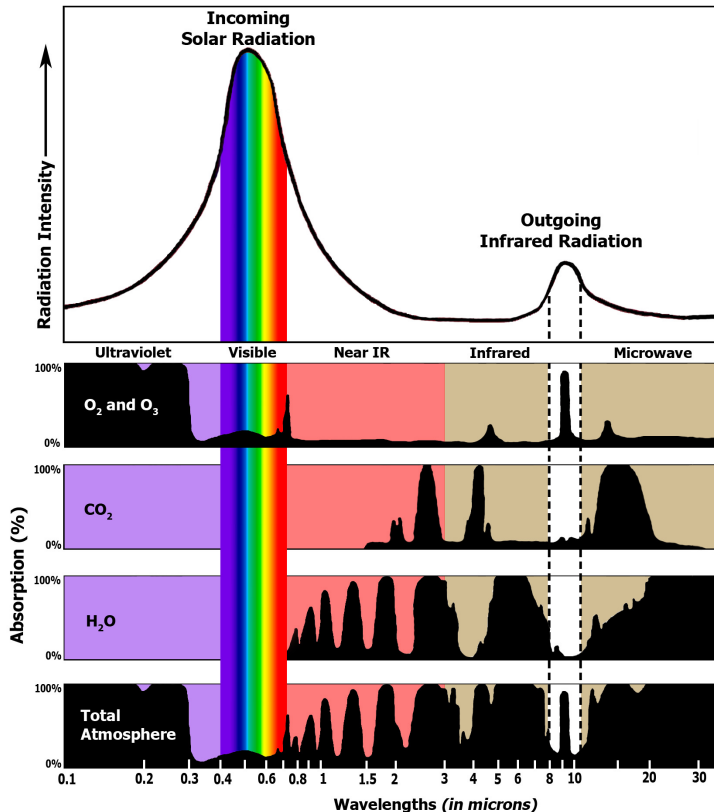 Incoming
Solar Radiation
Radiation Intensity
Outgoing
Infrared Radiation
Ultraviolet Visible Near IR Infrared Microwave
100%
O₂ and O₃
0%
100%
CO₂
0%
100%
H₂O
0%
100%
Total
Atmosphere
0%
Absorption (%)
0.1 0.2 0.3 0.4 0.6 0.8 1 1.5 2 3 4 5 6 7 8 10 20 30
Wavelengths (in microns)